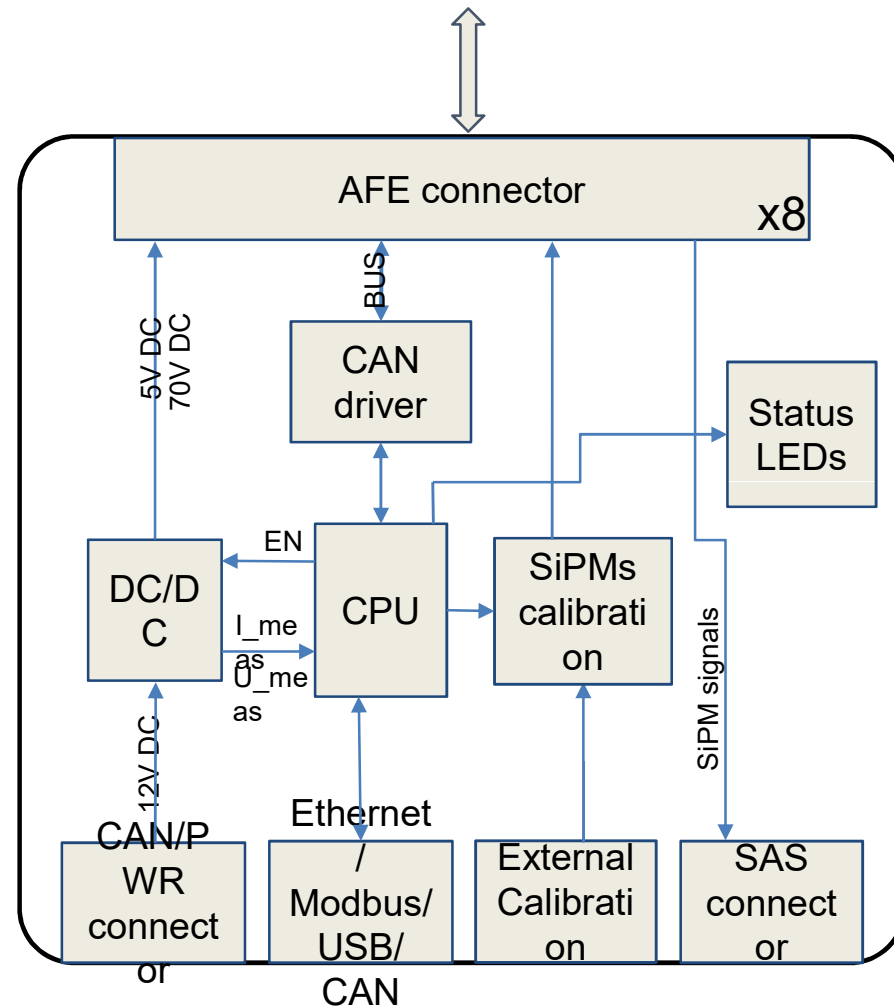 AFE connector
x8
BUS
5V DC
70V DC
CAN
driver
Status
LEDs
EN
DC/D
C
CPU
SiPMs
calibrati
on
I_me
as
U_me
as
SiPM signals
12V DC
CAN/P
WR
connect
or
Ethernet
/
Modbus/
USB/
CAN
External
Calibrati
on
SAS
connect
or